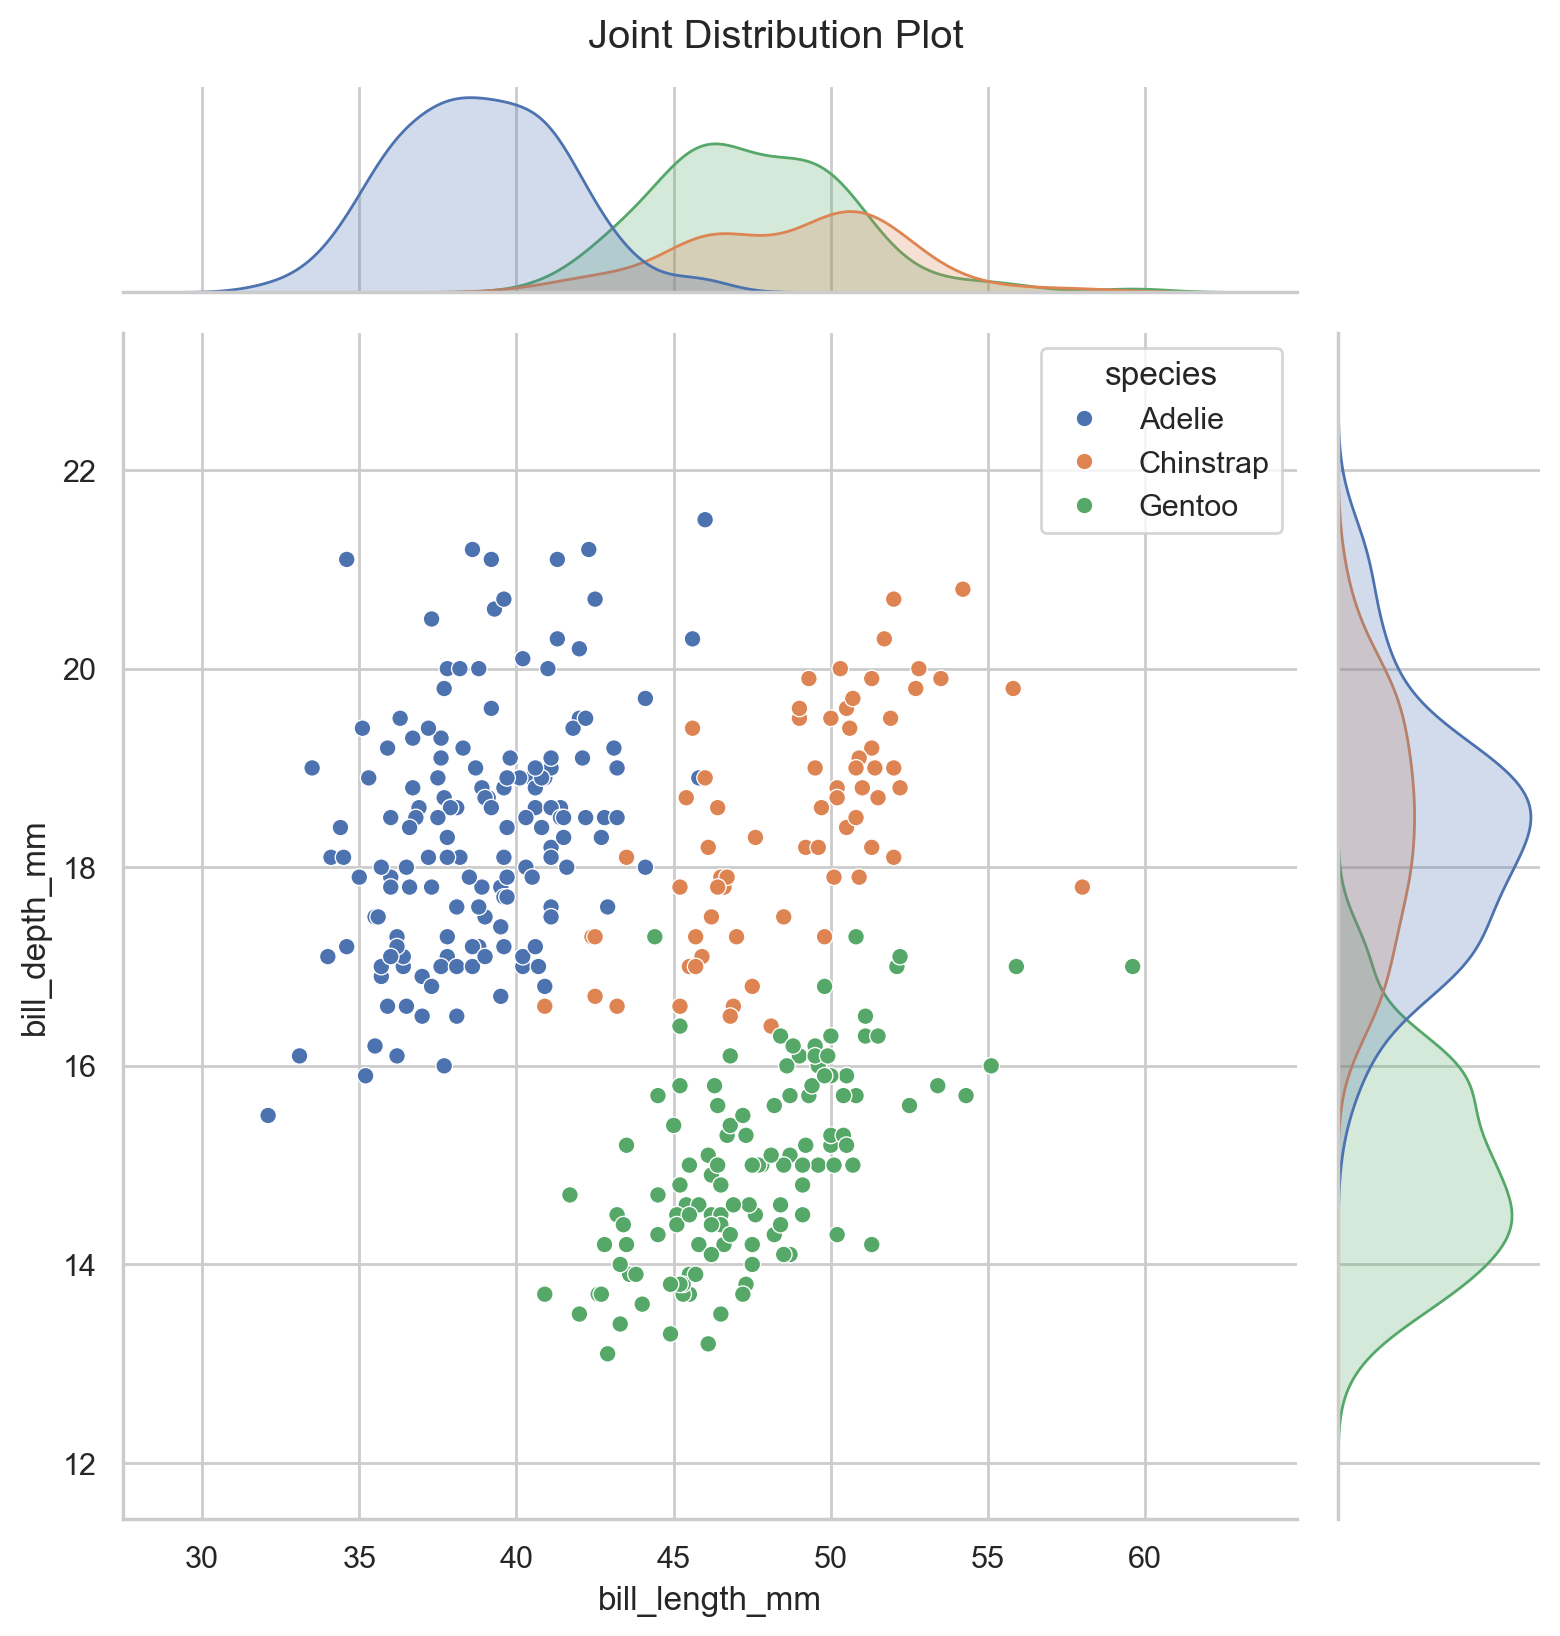 Joint Distribution Plot
species
Adelie
Chinstrap
Gentoo
22
20
18
16
14
12
bill_depth_mm
30 35 40 45 50 55 60
bill_length_mm